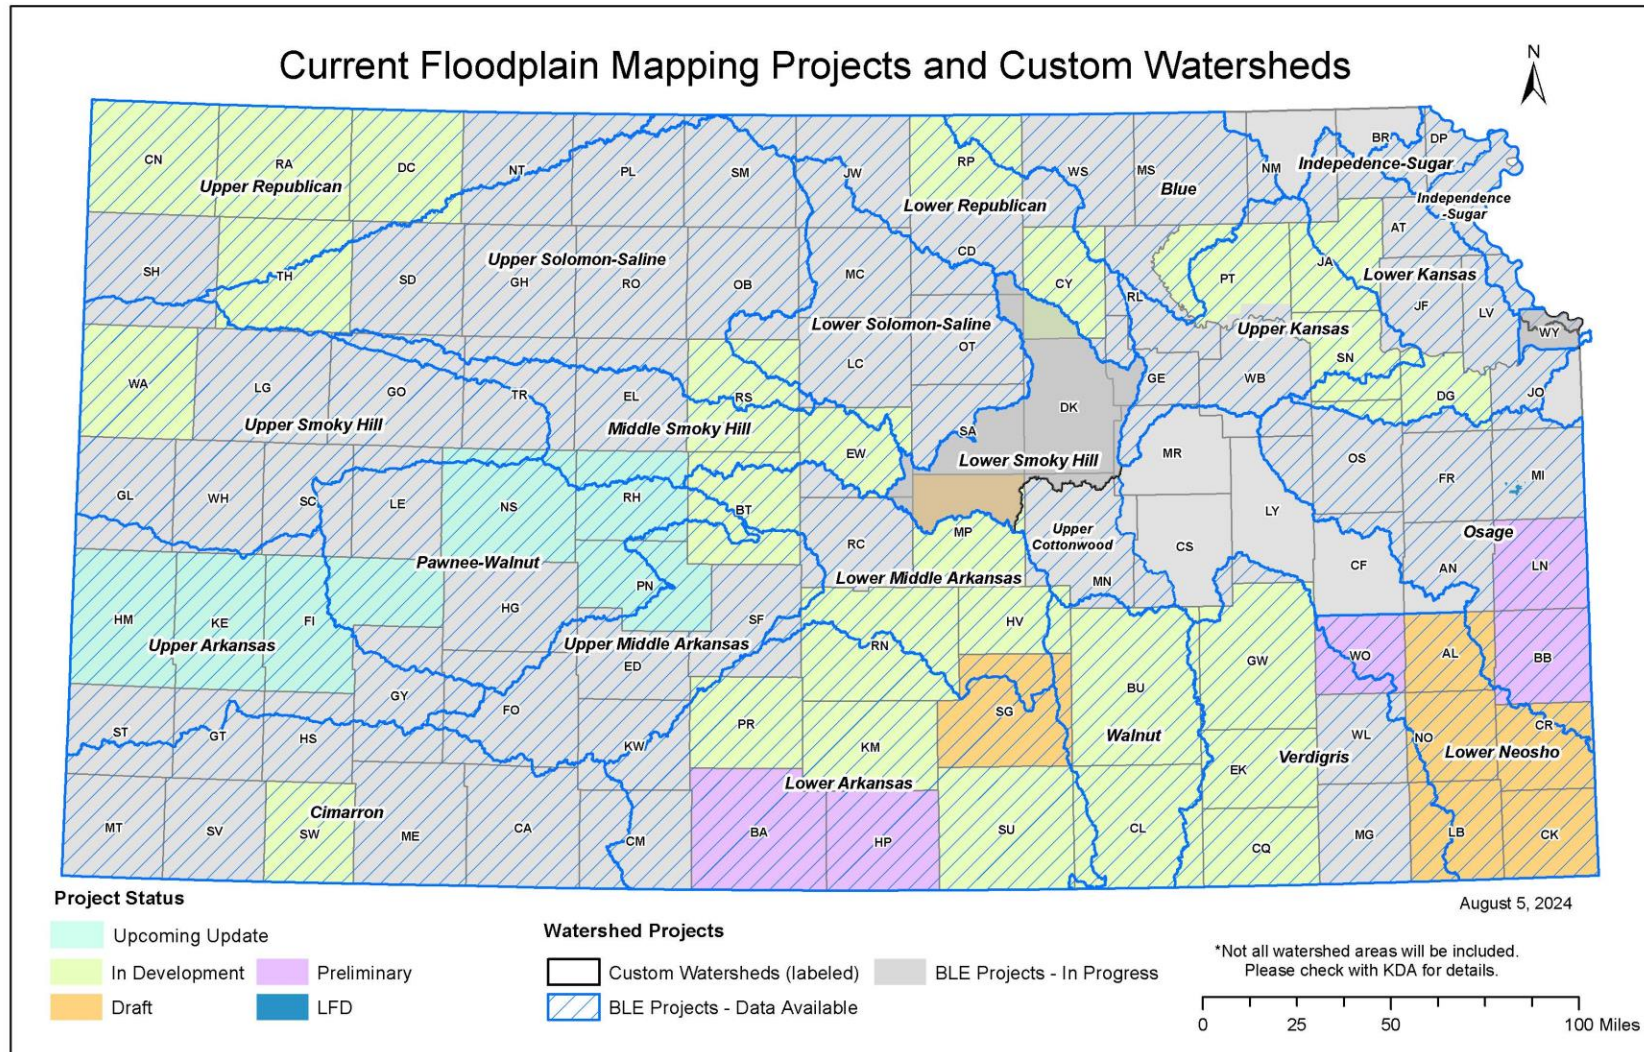 Current Floodplain Mapping Projects and Custom Watersheds
N
CN
RA
DC
NT
PL
SM
JW
RP
WS
MS
NM
BR
DP
Upper Republican
Lower Republican
Blue
Indepedence-Sugar
Independence
-Sugar
SH
TH
SD
GH
RO
OB
MC
CD
CY
RL
PT
JA
AT
JF
LV
WY
Upper Solomon-Saline
Lower Solomon-Saline
Upper Kansas
Lower Kansas
WA
LG
GO
TR
EL
RS
LC
OT
EW
SA
DK
GE
WB
SN
DG
JO
Upper Smoky Hill
Middle Smoky Hill
Lower Smoky Hill
GL
WH
SC
LE
NS
RH
BT
RC
MP
MR
CS
LY
OS
FR
MI
Upper
Cottonwood
MN
Osage
Pawnee-Walnut
Lower Middle Arkansas
HM
KE
FI
HG
PN
SF
RN
HV
CF
AN
LN
Upper Arkansas
Upper Middle Arkansas
GY
FO
ED
KW
PR
KM
SG
BU
GW
WO
AL
BB
ST
GT
HS
Walnut
EK
Verdigris
WL
NO
CR
Lower Neosho
Lower Arkansas
Cimarron
MT
SV
SW
ME
CA
CM
BA
HP
SU
CL
CQ
MG
LB
CK
August 5, 2024
Project Status
Upcoming Update
In Development
Preliminary
Draft
LFD
Watershed Projects
Custom Watersheds (labeled)
BLE Projects - In Progress
BLE Projects - Data Available
*Not all watershed areas will be included.
Please check with KDA for details.
0 25 50 100 Miles